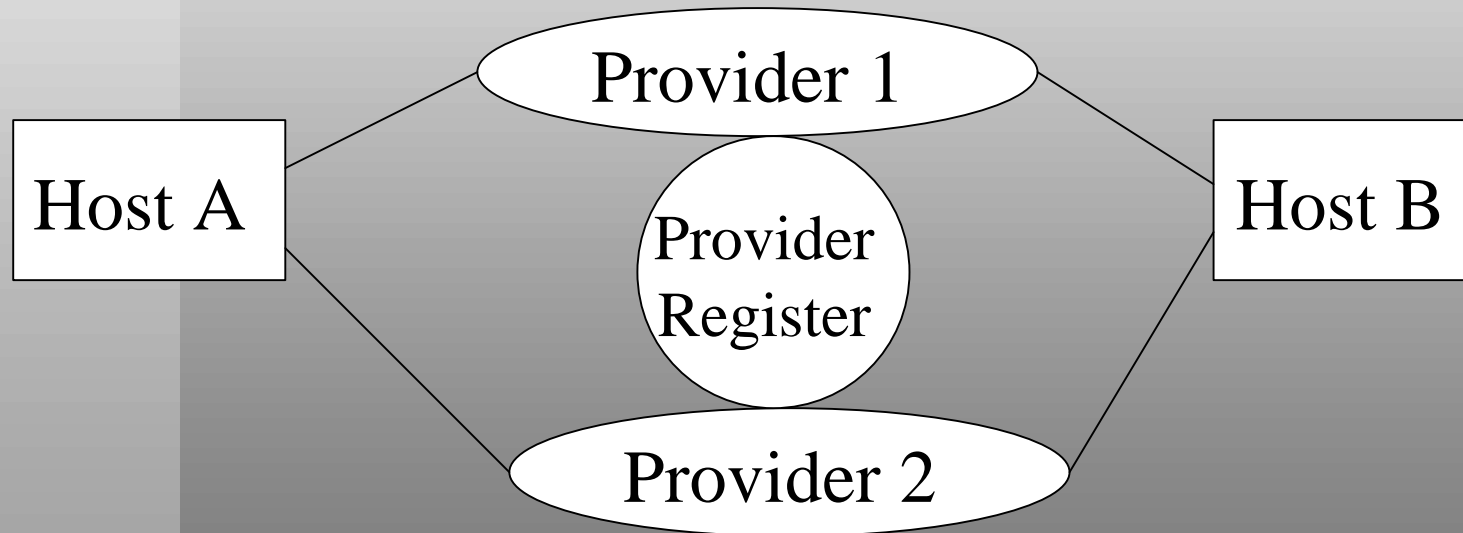 Provider 1
Host A
Host B
Provider
Register
Provider 2